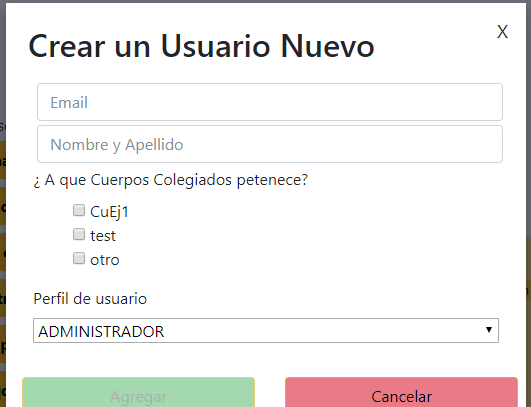 X
Crear un Usuario Nuevo
Email
Nombre y Apellido
¿ A que Cuerpos Colegiados petenece?
CuEj1
test
otro
Perfil de usuario
ADMINISTRADOR
Agregar
Cancelar